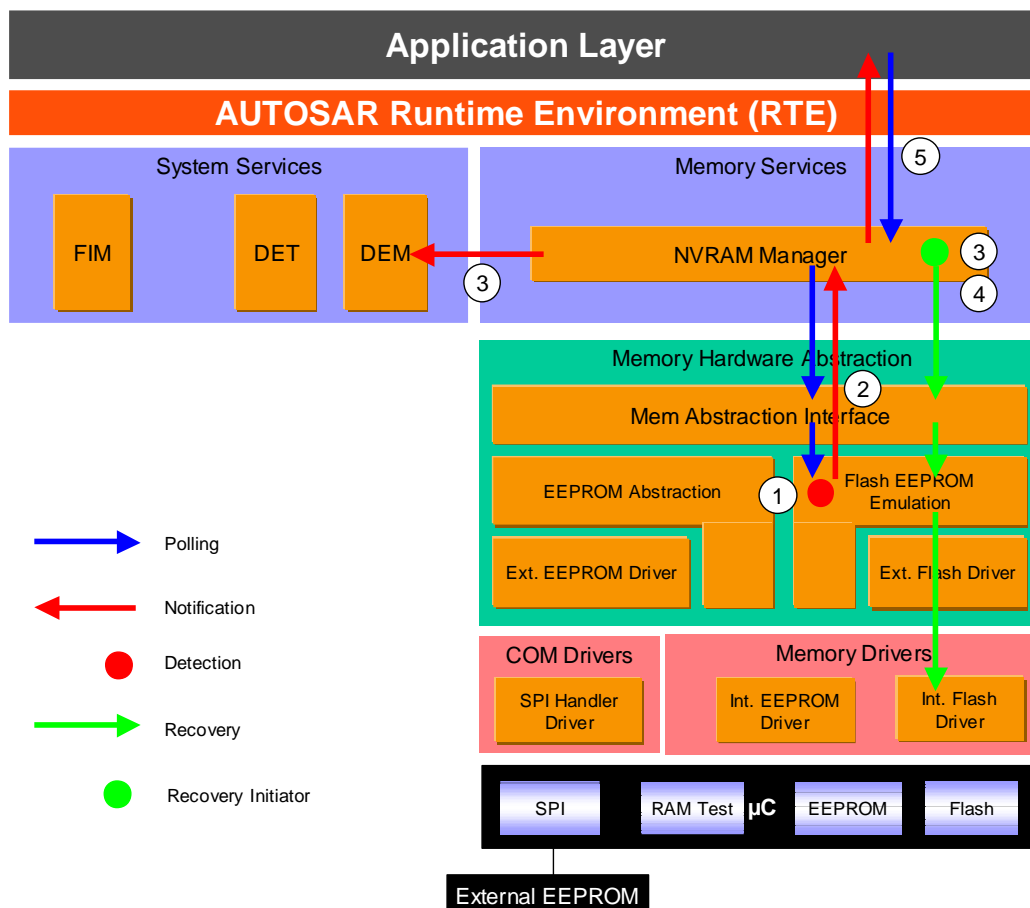 Application Layer
AUTOSAR Runtime Environment (RTE)
System Services
Memory Services
5
FIM
DET
DEM
3
NVRAM Manager
3
4
Memory Hardware Abstraction
2
Mem Abstraction Interface
EEPROM Abstraction
1
Flash EEPROM
Emulation
Ext. EEPROM Driver
Ext. Flash Driver
Polling
Notification
Detection
Recovery
Recovery Initiator
COM Drivers
Memory Drivers
SPI Handler
Driver
Int. EEPROM
Driver
Int. Flash
Driver
SPI
RAM Test
µC
EEPROM
Flash
External EEPROM